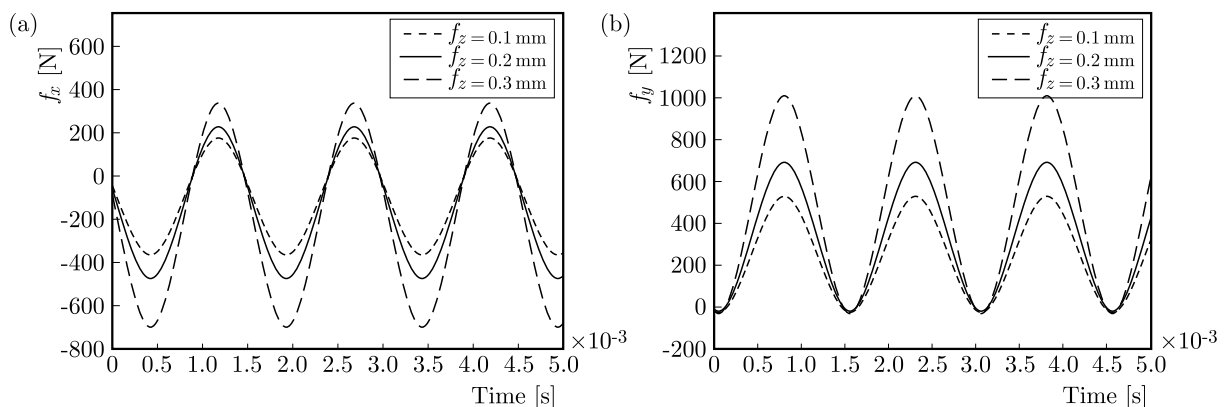 (a)
f_x [N]
600
400
200
0
-200
-400
-600
-800
f_z = 0.1 mm
f_z = 0.2 mm
f_z = 0.3 mm
0 0.5 1.0 1.5 2.0 2.5 3.0 3.5 4.0 4.5 5.0
×10⁻³
Time [s]
(b)
f_y [N]
1200
1000
800
600
400
200
0
-200
f_z = 0.1 mm
f_z = 0.2 mm
f_z = 0.3 mm
0 0.5 1.0 1.5 2.0 2.5 3.0 3.5 4.0 4.5 5.0
×10⁻³
Time [s]